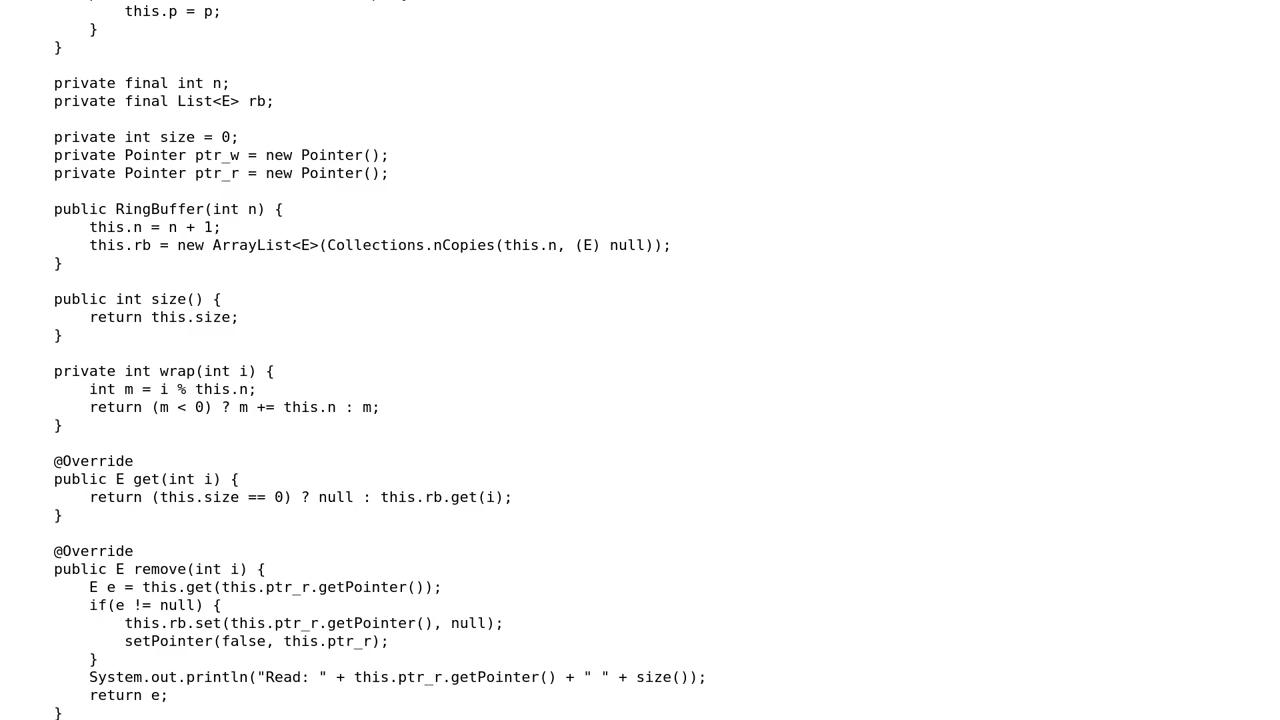 this.p = p;
}
}
private final int n;
private final List<E> rb;
private int size = 0;
private Pointer ptr_w = new Pointer();
private Pointer ptr_r = new Pointer();
public RingBuffer(int n) {
this.n = n + 1;
this.rb = new ArrayList<E>(Collections.nCopies(this.n, (E) null));
}
public int size() {
return this.size;
}
private int wrap(int i) {
int m = i % this.n;
return (m < 0) ? m += this.n : m;
}
@Override
public E get(int i) {
return (this.size == 0) ? null : this.rb.get(i);
}
@Override
public E remove(int i) {
E e = this.get(this.ptr_r.getPointer());
if(e != null) {
this.rb.set(this.ptr_r.getPointer(), null);
setPointer(false, this.ptr_r);
}
System.out.println("Read: " + this.ptr_r.getPointer() + " " + size());
return e;
}